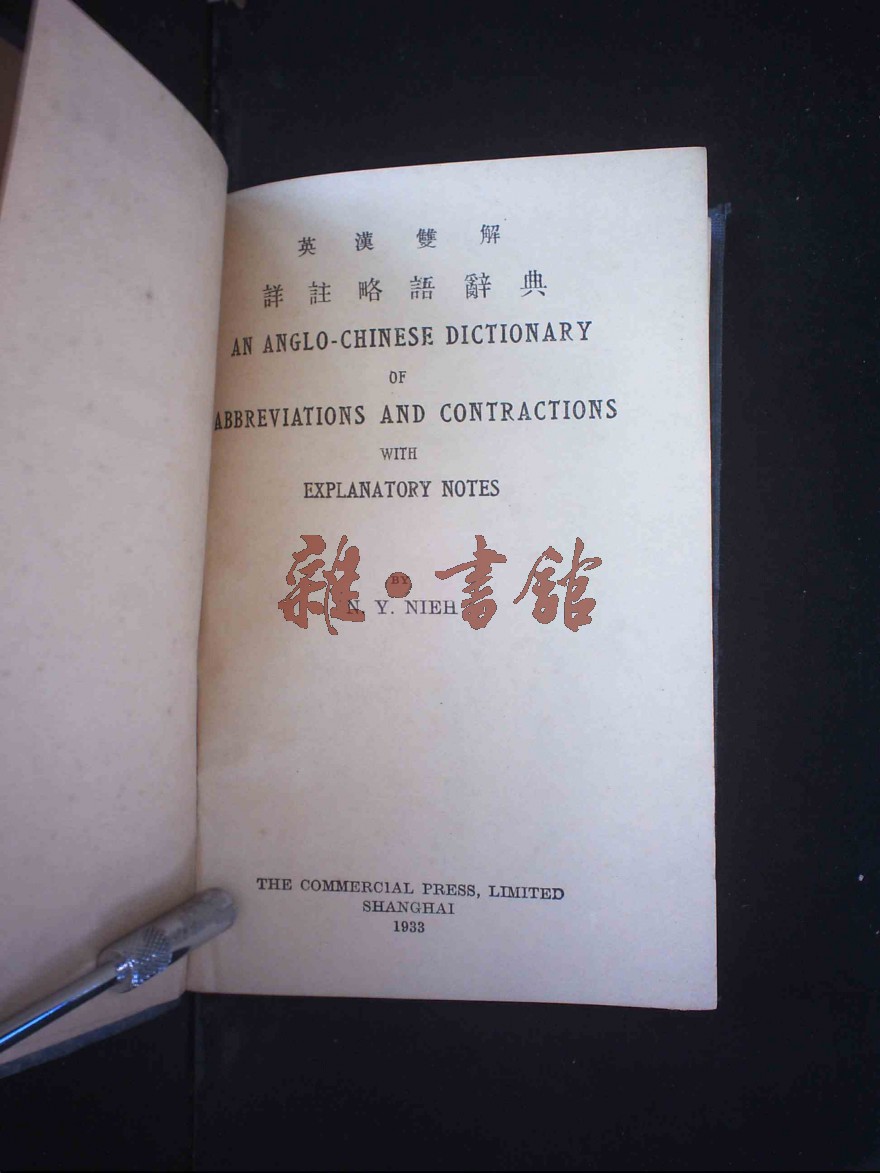 英漢雙解
詳註略語辭典
AN ANGLO-CHINESE DICTIONARY
OF
ABBREVIATIONS AND CONTRACTIONS
WITH
EXPLANATORY NOTES
雜·書館
BY
N. Y. NIEH
THE COMMERC1AL PRESS, LIMITED
SHANGHAI
1933